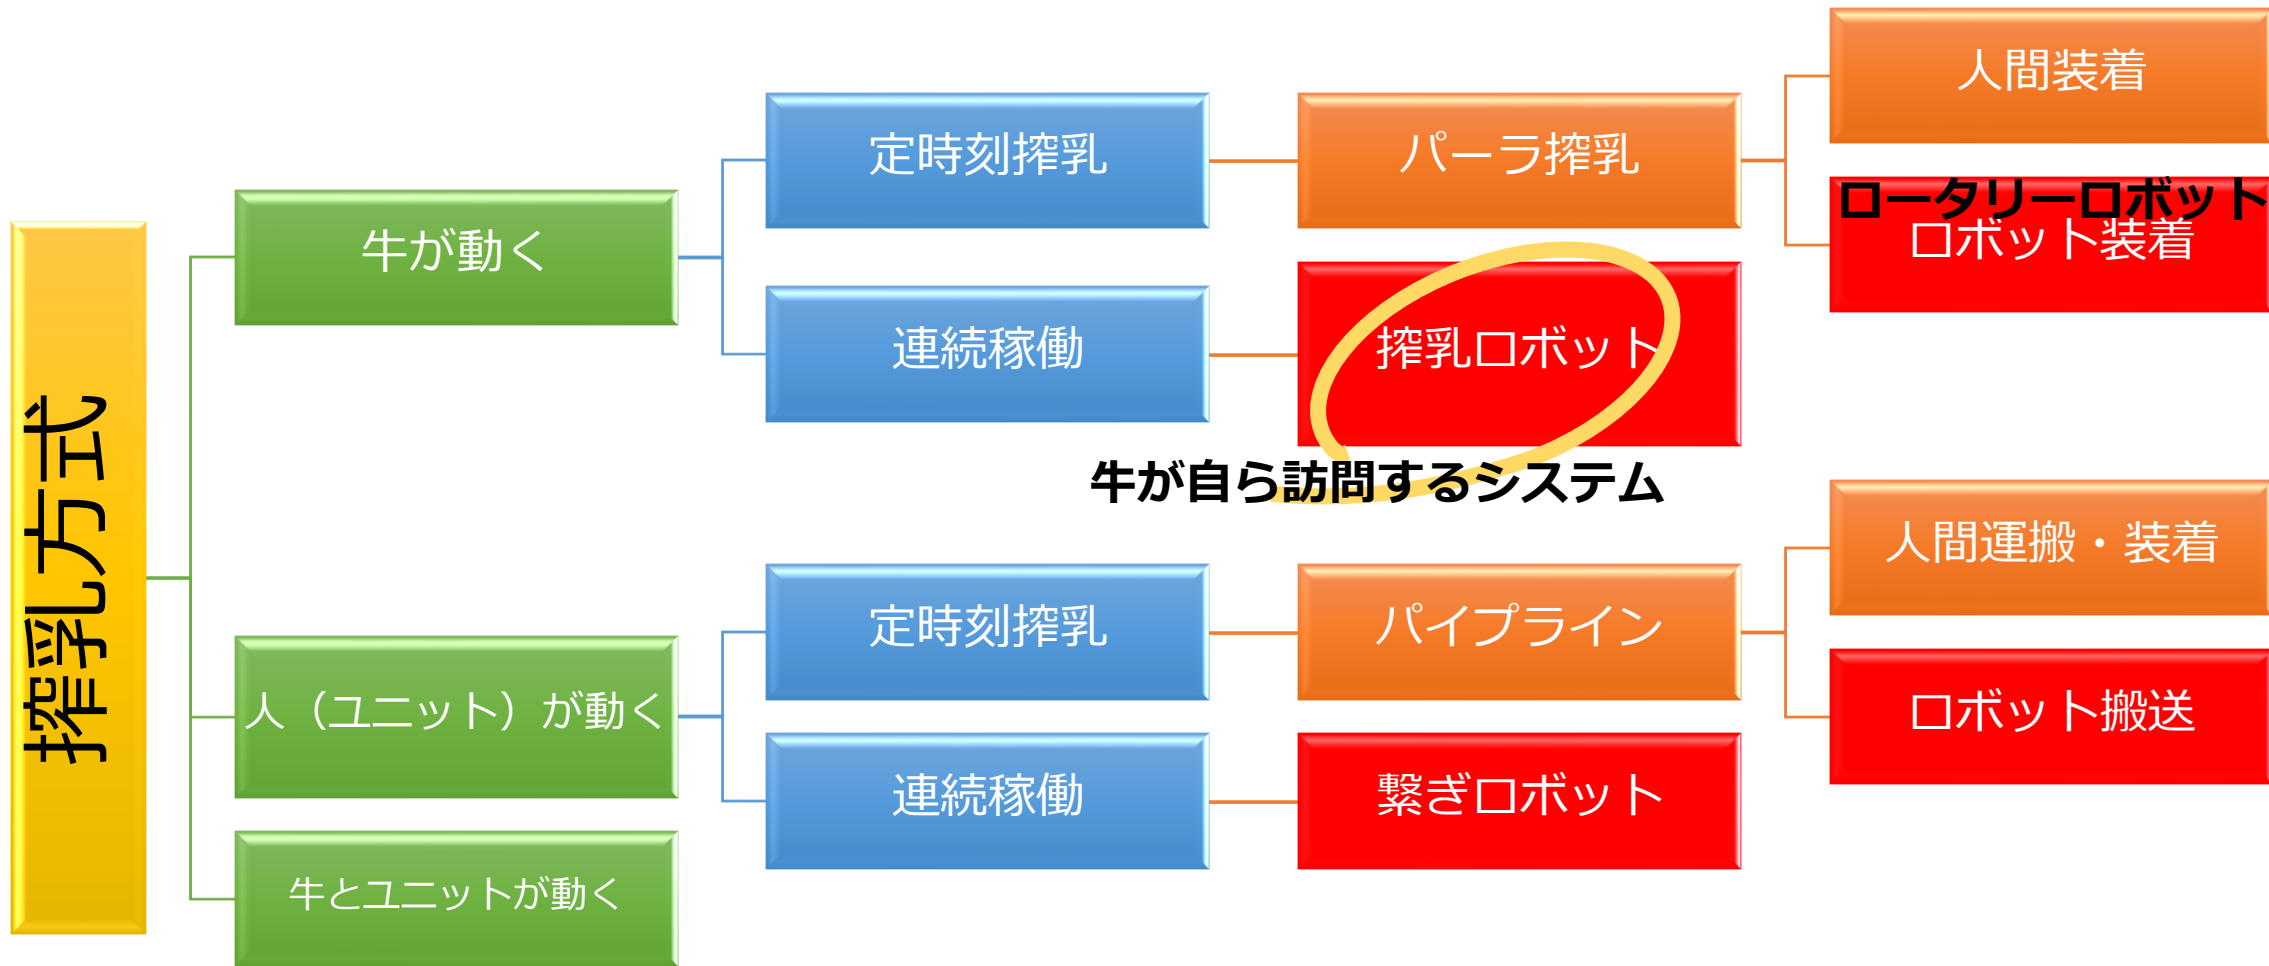 搾乳方式
牛が動く
定時刻搾乳
パーラ搾乳
人間装着
ロータリーロボット
ロボット装着
連続稼働
搾乳ロボット
牛が自ら訪問するシステム
人（ユニット）が動く
定時刻搾乳
パイプライン
人間運搬・装着
ロボット搬送
連続稼働
繋ぎロボット
牛とユニットが動く